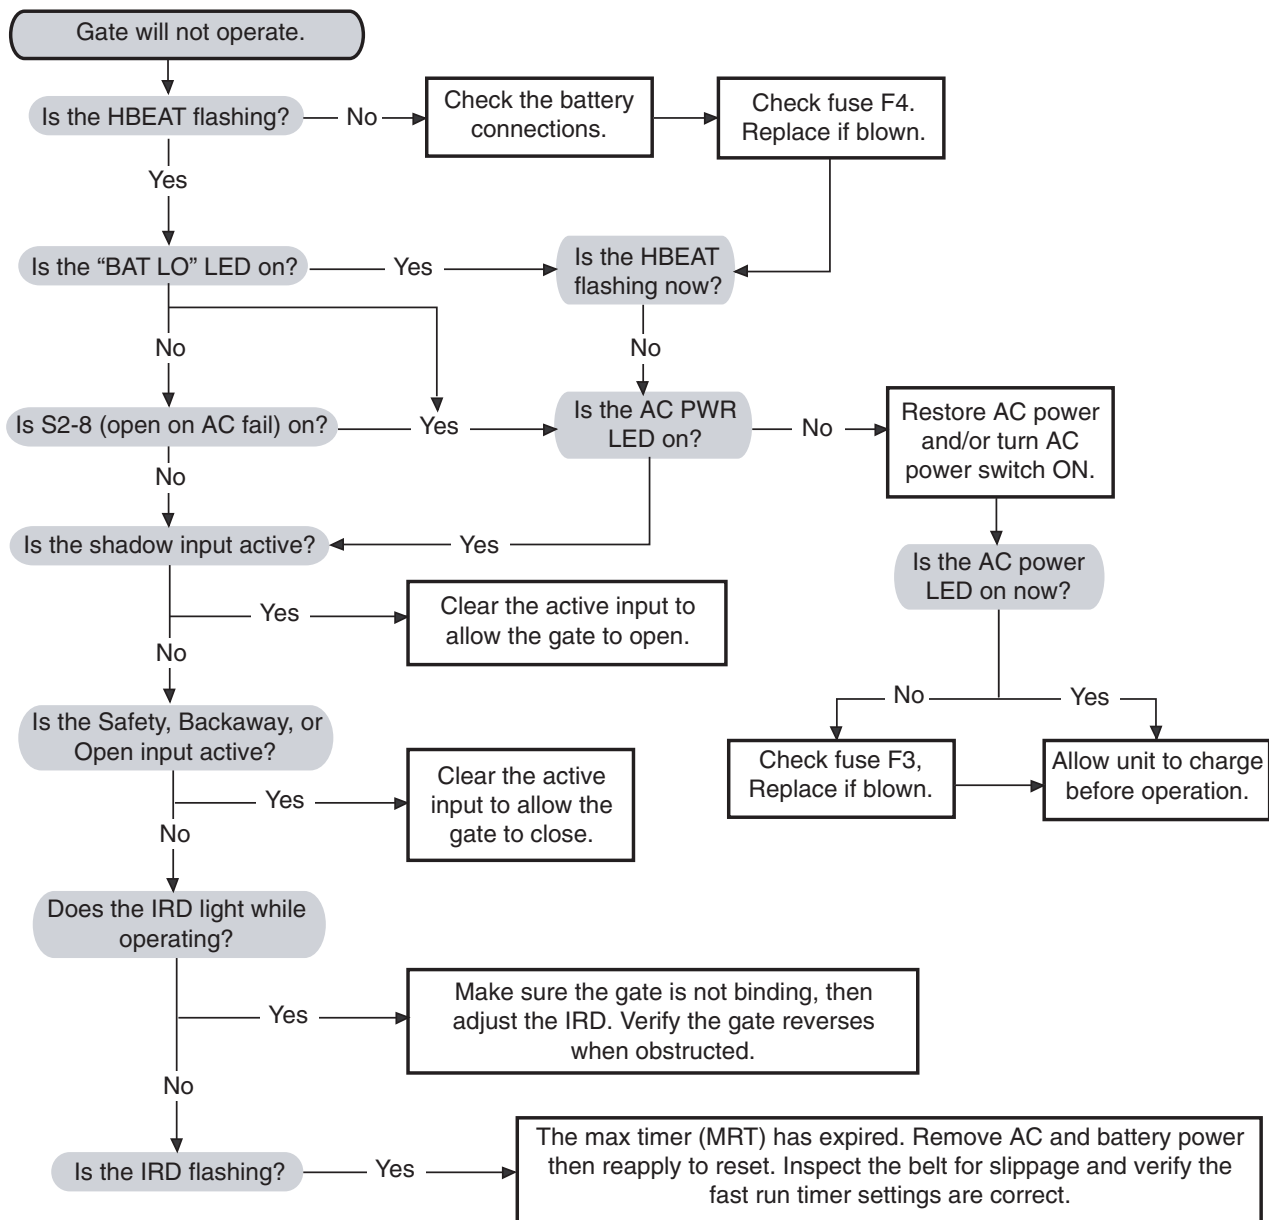 Gate will not operate.
Is the HBEAT flashing?
No
Check the battery
connections.
Check fuse F4.
Replace if blown.
Yes
Is the “BAT LO” LED on?
Yes
Is the HBEAT
flashing now?
No
No
Is S2-8 (open on AC fail) on?
Yes
Is the AC PWR
LED on?
No
Restore AC power
and/or turn AC
power switch ON.
No
Is the shadow input active?
Yes
Is the AC power
LED on now?
Yes
Clear the active input to
allow the gate to open.
No
No
Yes
Is the Safety, Backaway, or
Open input active?
Check fuse F3,
Replace if blown.
Allow unit to charge
before operation.
Yes
Clear the active
input to allow the
gate to close.
No
Does the IRD light while
operating?
Yes
Make sure the gate is not binding, then
adjust the IRD. Verify the gate reverses
when obstructed.
No
Is the IRD flashing?
Yes
The max timer (MRT) has expired. Remove AC and battery power
then reapply to reset. Inspect the belt for slippage and verify the
fast run timer settings are correct.